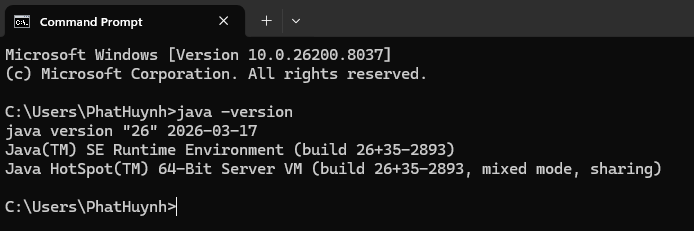 Command Prompt
Microsoft Windows [Version 10.0.26200.8037]
(c) Microsoft Corporation. All rights reserved.
C:\Users\PhatHuynh>java -version
java version "26" 2026-03-17
Java(TM) SE Runtime Environment (build 26+35-2893)
Java HotSpot(TM) 64-Bit Server VM (build 26+35-2893, mixed mode, sharing)
C:\Users\PhatHuynh>